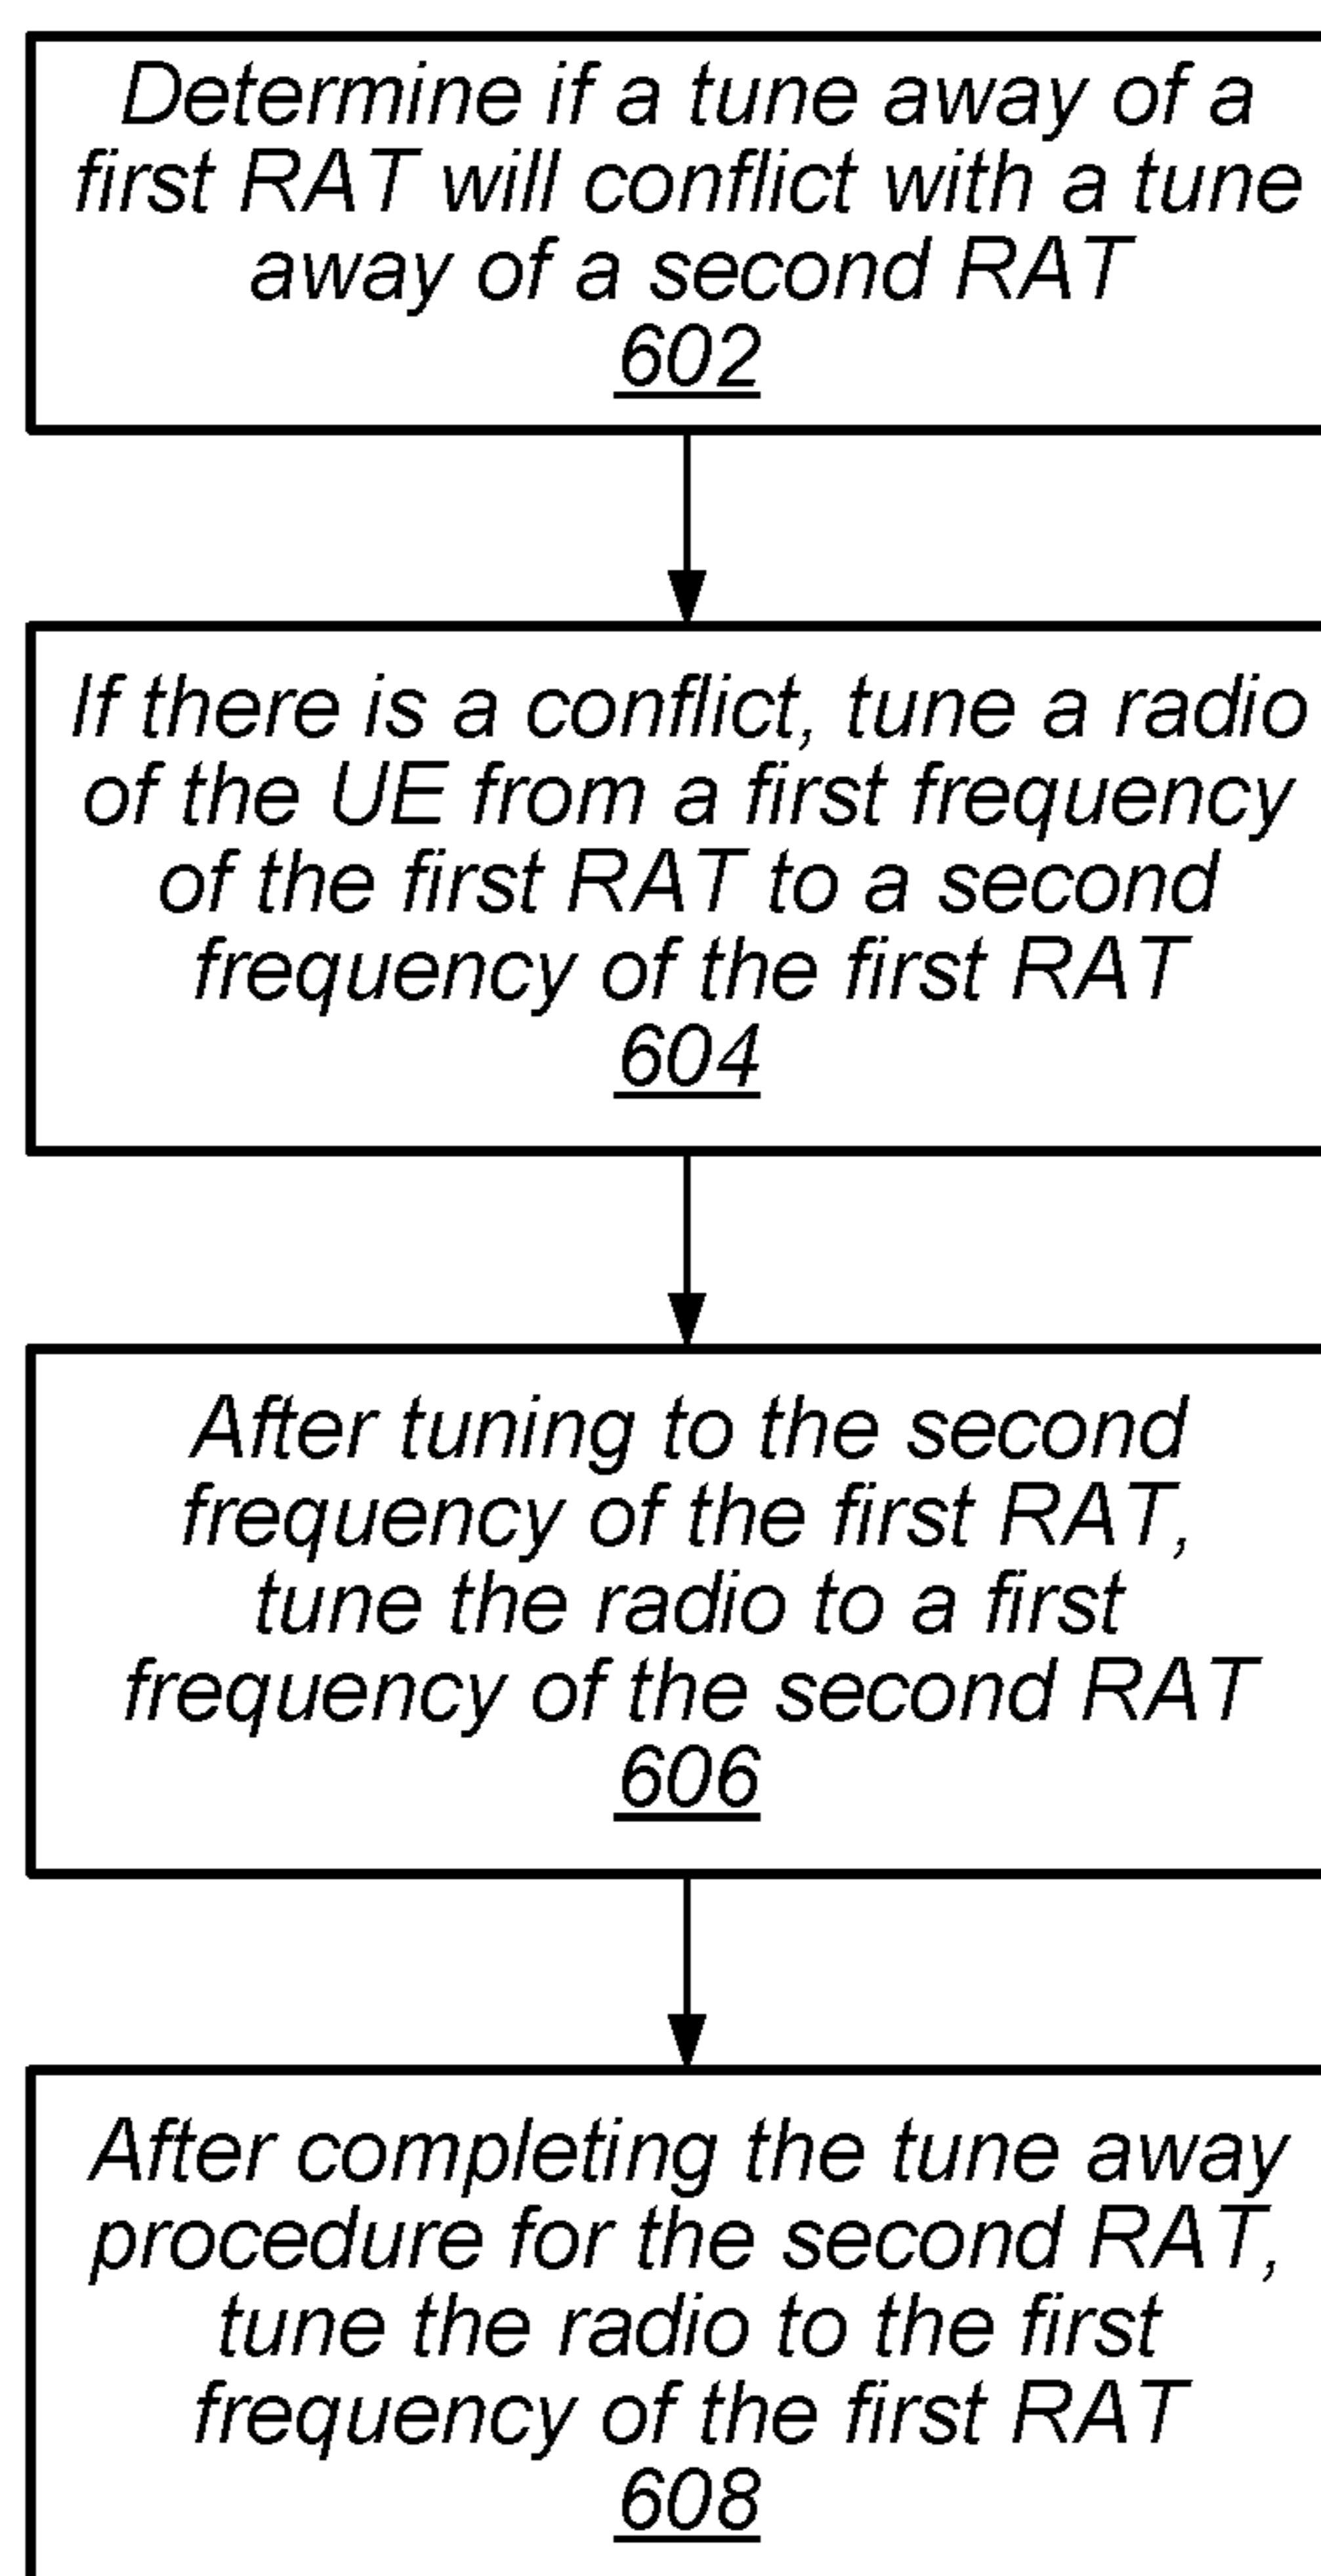 Determine if a tune away of a
first RAT will conflict with a tune
away of a second RAT
602
If there is a conflict, tune a radio
of the UE from a first frequency
of the first RAT to a second
frequency of the first RAT
604
After tuning to the second
frequency of the first RAT,
tune the radio to a first
frequency of the second RAT
606
After completing the tune away
procedure for the second RAT,
tune the radio to the first
frequency of the first RAT
608